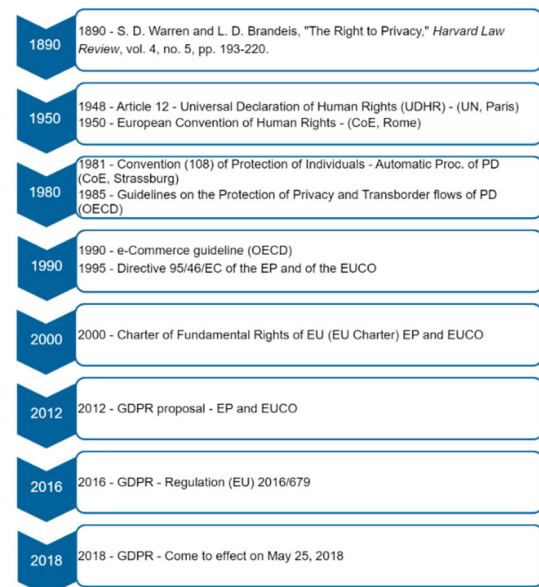 1890
1890 - S. D. Warren and L. D. Brandeis, "The Right to Privacy," Harvard Law
Review, vol. 4, no. 5, pp. 193-220.
1950
1948 - Article 12 - Universal Declaration of Human Rights (UDHR) - (UN, Paris)
1950 - European Convention of Human Rights - (CoE, Rome)
1980
1981 - Convention (108) of Protection of Individuals - Automatic Proc. of PD
(CoE, Strassburg)
1985 - Guidelines on the Protection of Privacy and Transborder flows of PD
(OECD)
1990
1990 - e-Commerce guideline (OECD)
1995 - Directive 95/46/EC of the EP and of the EUCO
2000
2000 - Charter of Fundamental Rights of EU (EU Charter) EP and EUCO
2012
2012 - GDPR proposal - EP and EUCO
2016
2016 - GDPR - Regulation (EU) 2016/679
2018
2018 - GDPR - Come to effect on May 25, 2018